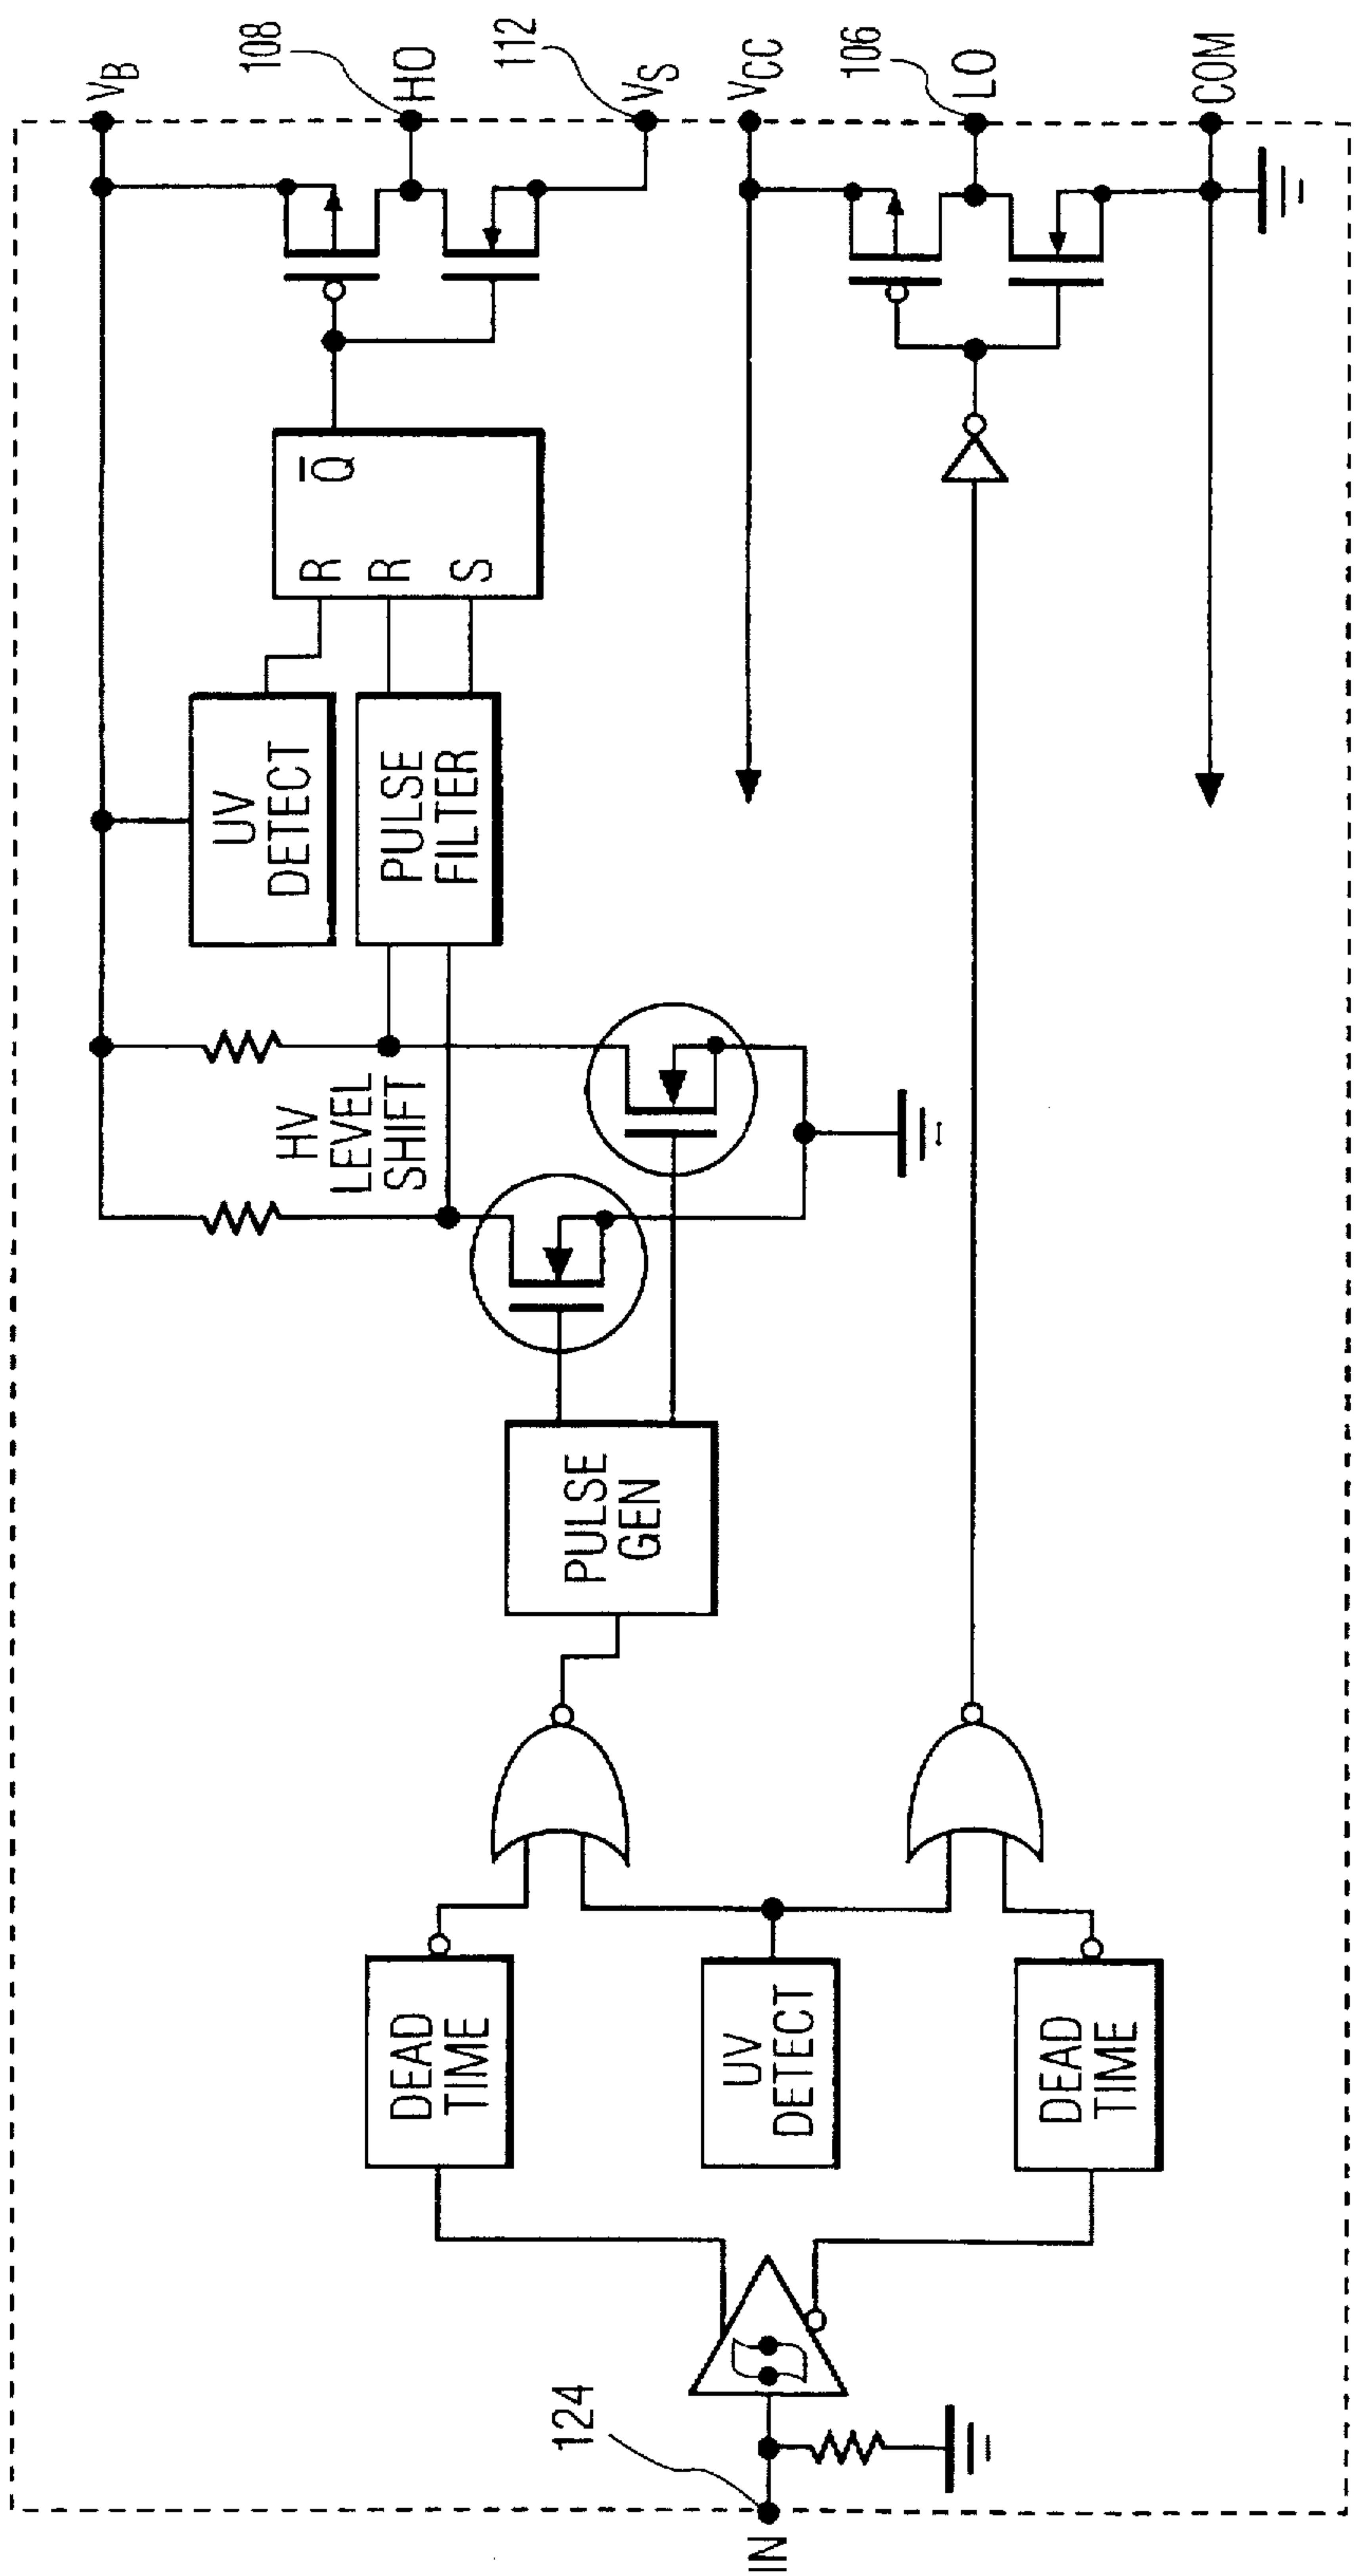 IN
124
DEAD
TIME
UV
DETECT
DEAD
TIME
PULSE
GEN
HV
LEVEL
SHIFT
UV
DETECT
PULSE
FILTER
R
R
S
Q̅
VB
108
HO
112
VS
VCC
106
LO
COM